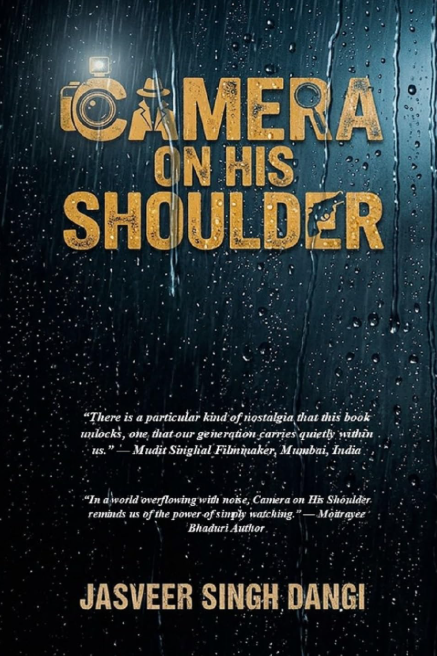 CAMERA
ON HIS
SHOULDER
“There is a particular kind of nostalgia that this book
unlocks, one that our generation carries quietly within
us.” — Mudit Singhal Filmmaker, Mumbai, India
“In a world overflowing with noise, Camera on His Shoulder
reminds us of the power of simply watching.” — Moitrayee
Bhaduri Author
JASVEER SINGH DANGI